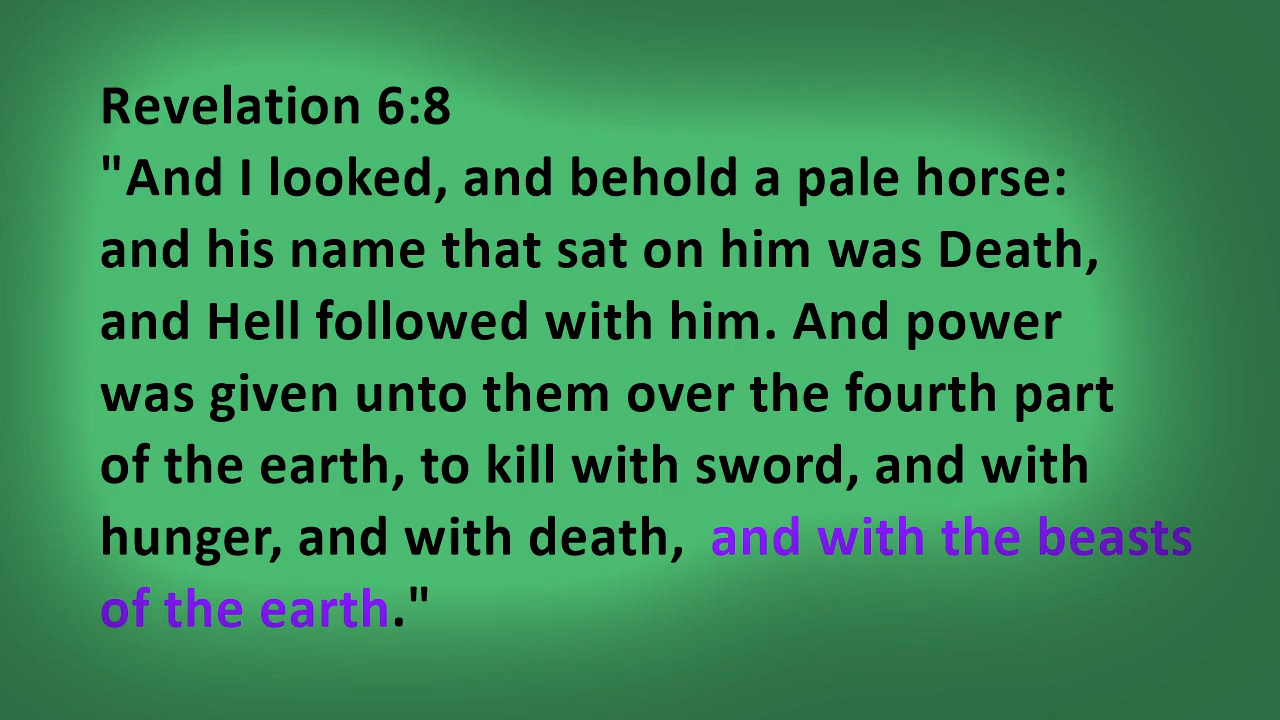 Revelation 6:8
"And I looked, and behold a pale horse:
and his name that sat on him was Death,
and Hell followed with him. And power
was given unto them over the fourth part
of the earth, to kill with sword, and with
hunger, and with death,  and with the beasts
of the earth."